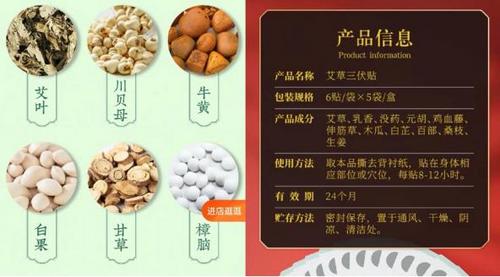 艾叶
川贝母
牛黄
白果
甘草
樟脑
进店逛逛
产品信息
Product information
产品名称 艾草三伏贴
包装规格 6贴/袋×5袋/盒
产品成分 艾草、乳香、没药、元胡、鸡血藤、
伸筋草、木瓜、白芷、百部、桑枝、
生姜
使用方法 取本品撕去背衬纸，贴在身体相
应部位或穴位，每贴8-12小时。
有效期 24个月
贮存方法 密封保存，置于通风、干燥、阴
凉、清洁处。